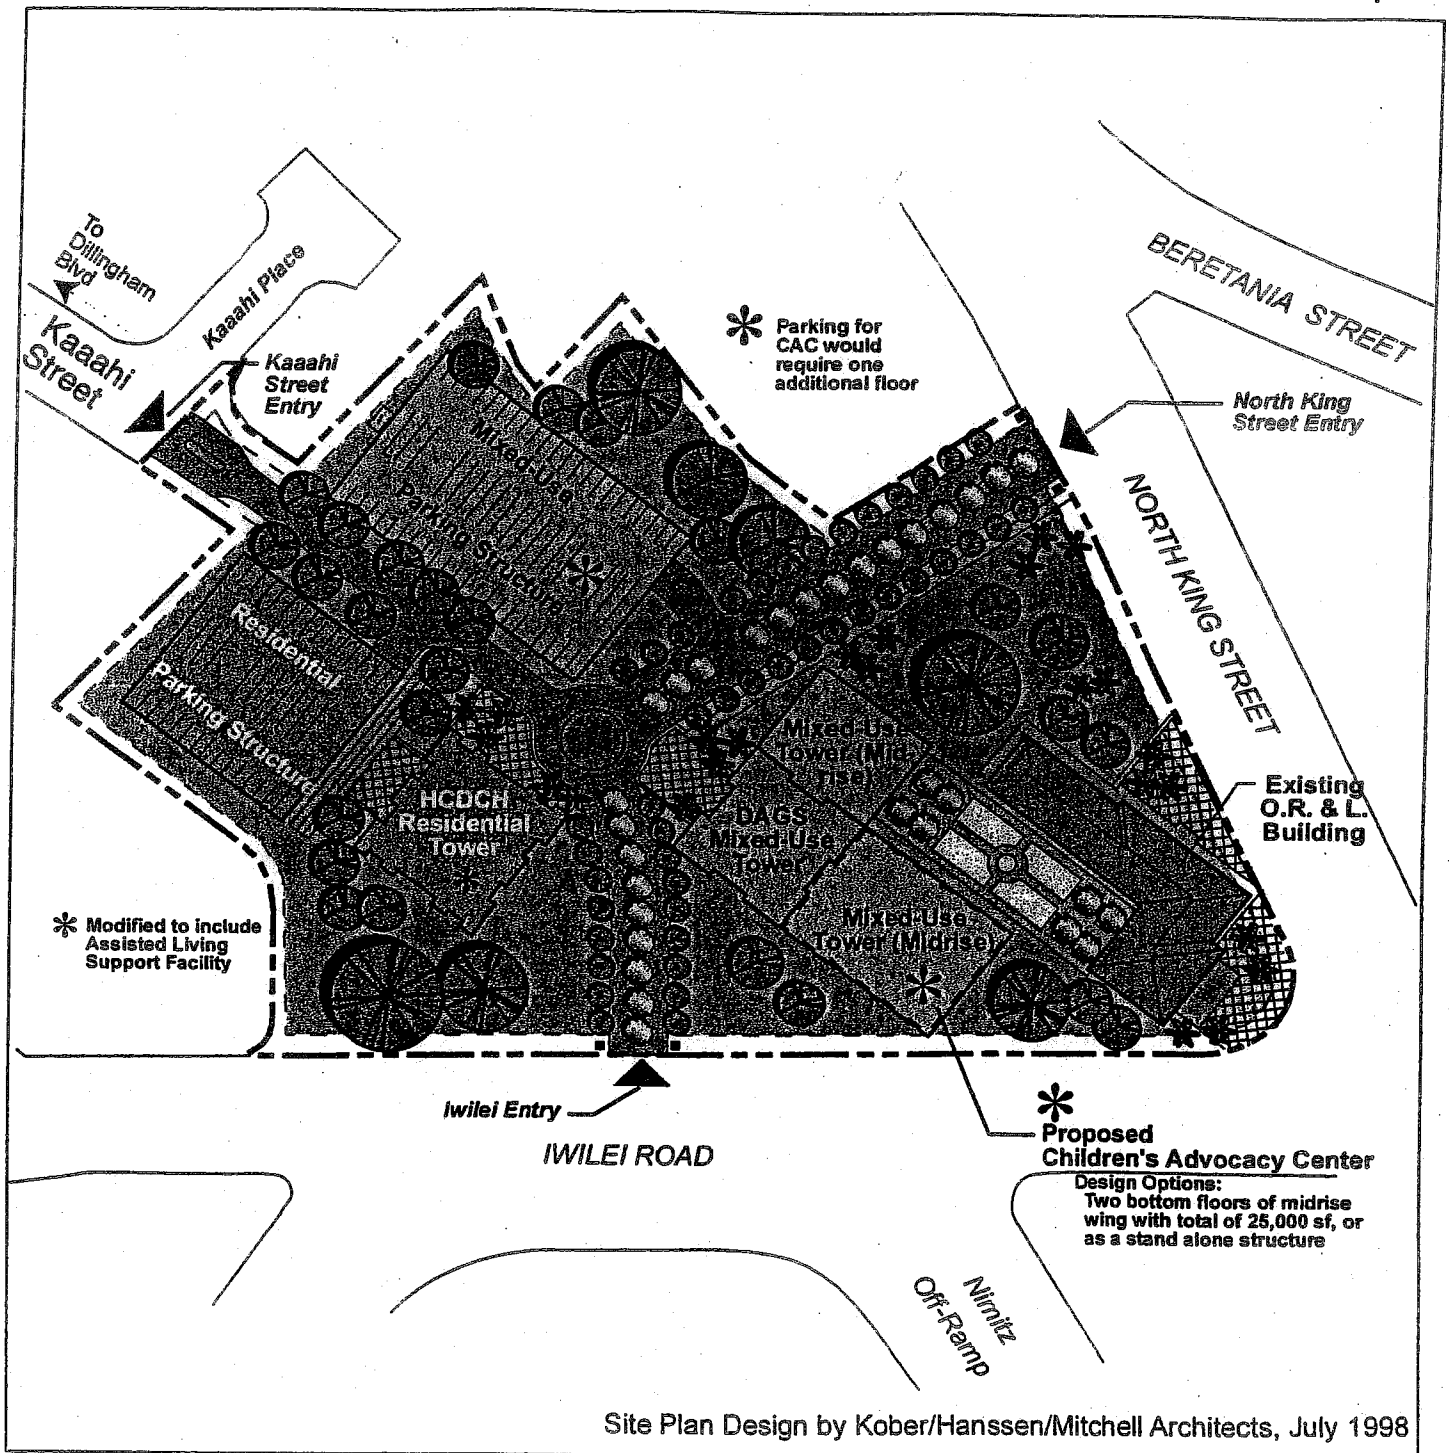 To
Dillingham
Blvd
Kaaahi Place
Kaaahi
Street
Kaaahi
Street
Entry
Parking for
CAC would
require one
additional floor
BERETANIA STREET
North King
Street Entry
NORTH KING STREET
Mixed-Use
Parking Structure
Residential
Parking Structure
HCDCH
Residential
Tower
Mixed-Use
Tower (Mid-
rise)
DAGS
Mixed-Use
Tower
Mixed-Use
Tower (Midrise)
Existing
O.R. & L.
Building
Modified to include
Assisted Living
Support Facility
Iwilei Entry
IWILEI ROAD
Proposed
Children's Advocacy Center
Design Options:
Two bottom floors of midrise
wing with total of 25,000 sf, or
as a stand alone structure
Nimitz
Off-Ramp
Site Plan Design by Kober/Hanssen/Mitchell Architects, July 1998